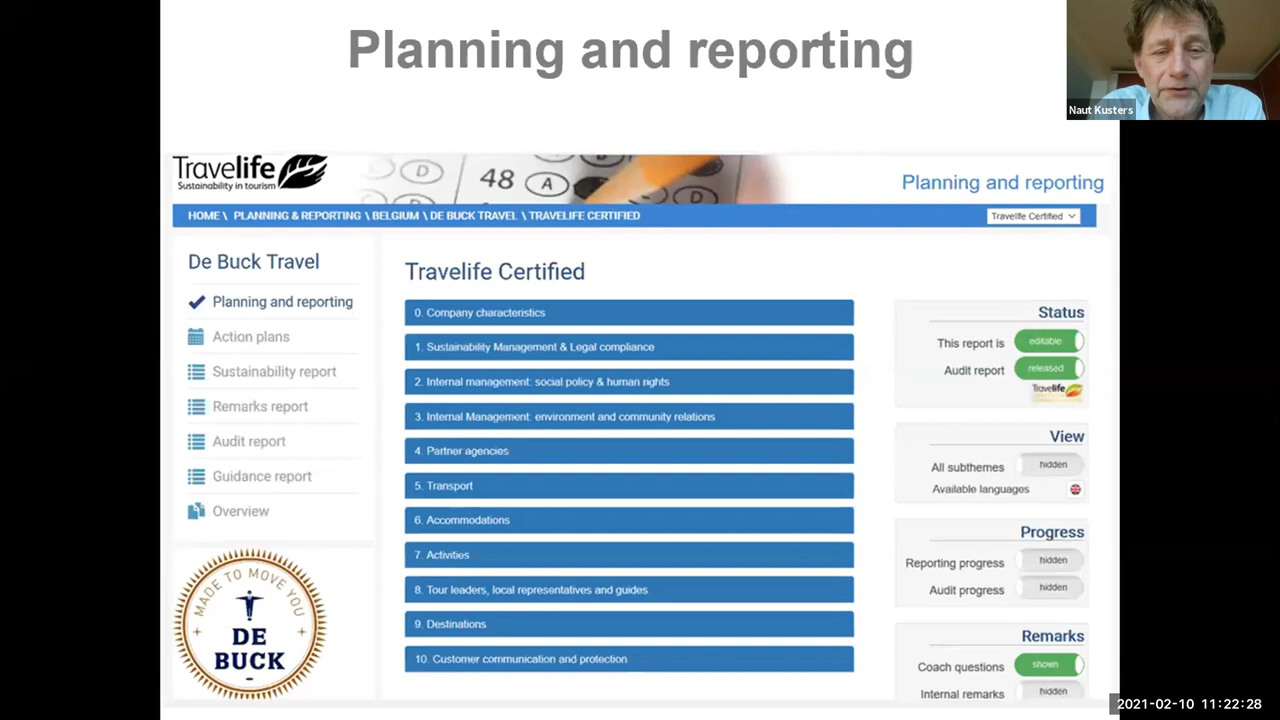 Planning and reporting
Naut Kusters
Travelife
Sustainability in tourism
48
A
D
D
Planning and reporting
HOME \ PLANNING & REPORTING \ BELGIUM \ DE BUCK TRAVEL \ TRAVELIFE CERTIFIED
Travelife Certified
De Buck Travel
Planning and reporting
Action plans
Sustainability report
Remarks report
Audit report
Guidance report
Overview
MADE TO MOVE YOU
DE
BUCK
Travelife Certified
0. Company characteristics
1. Sustainability Management & Legal compliance
2. Internal management: social policy & human rights
3. Internal Management: environment and community relations
4. Partner agencies
5. Transport
6. Accommodations
7. Activities
8. Tour leaders, local representatives and guides
9. Destinations
10. Customer communication and protection
Status
This report is editable
Audit report released
Travelife
View
All subthemes hidden
Available languages
Progress
Reporting progress hidden
Audit progress hidden
Remarks
Coach questions shown
Internal remarks hidden
2021-02-10 11:22:28